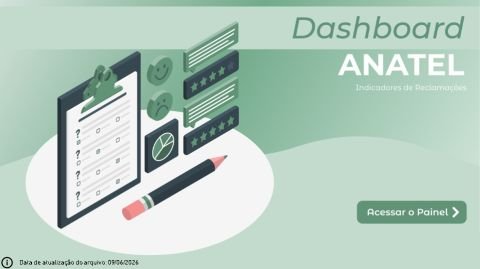 Dashboard
ANATEL
Indicadores de Reclamações
? 
?
?
?
Acessar o Painel
Data de atualização do arquivo: 09/06/2026